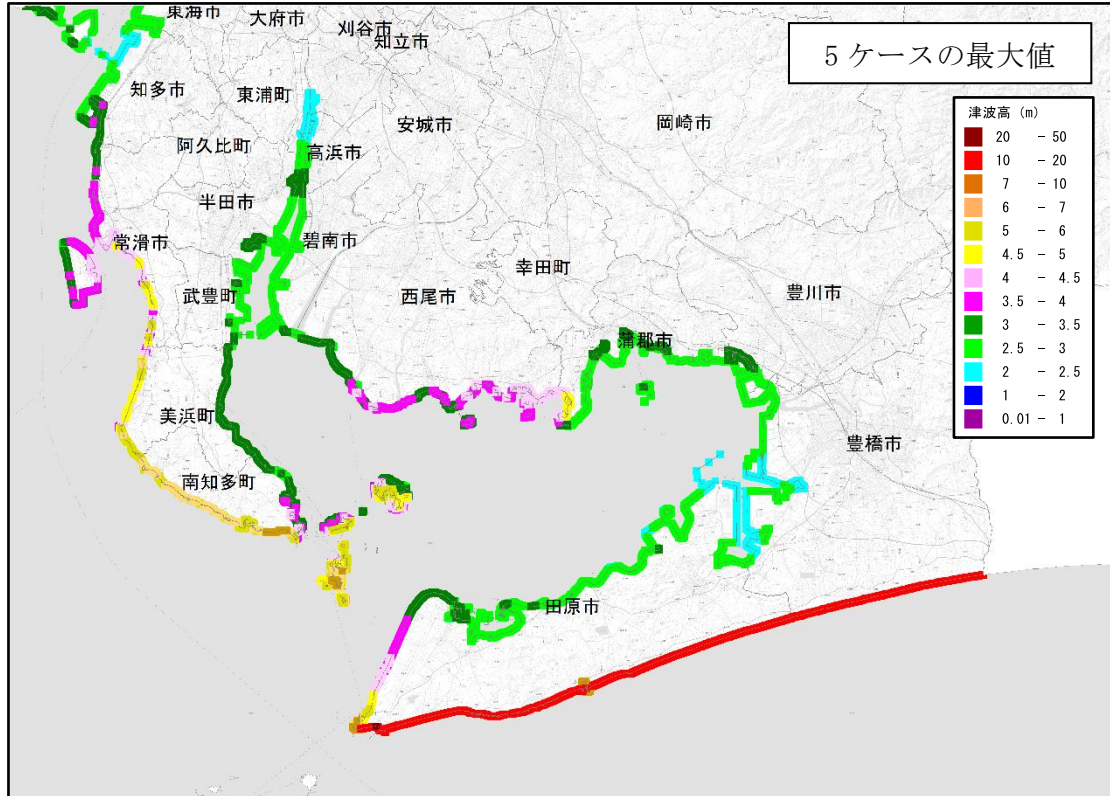 東海市
大府市
刈谷市
知立市
5 ケースの最大値
知多市
東浦町
安城市
岡崎市
阿久比町
高浜市
半田市
碧南市
常滑市
武豊町
西尾市
幸田町
豊川市
蒲郡市
美浜町
豊橋市
南知多町
田原市
津波高 (m)
20 - 50
10 - 20
7 - 10
6 - 7
5 - 6
4.5 - 5
4 - 4.5
3.5 - 4
3 - 3.5
2.5 - 3
2 - 2.5
1 - 2
0.01 - 1